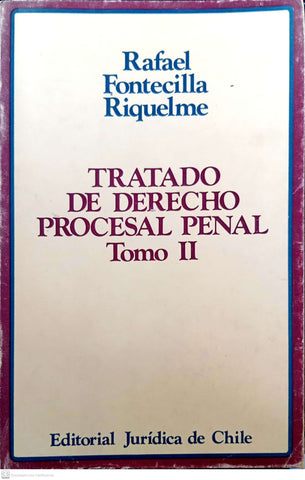 Rafael
Fontecilla
Riquelme
TRATADO
DE DERECHO
PROCESAL PENAL
Tomo II
Editorial Jurídica de Chile